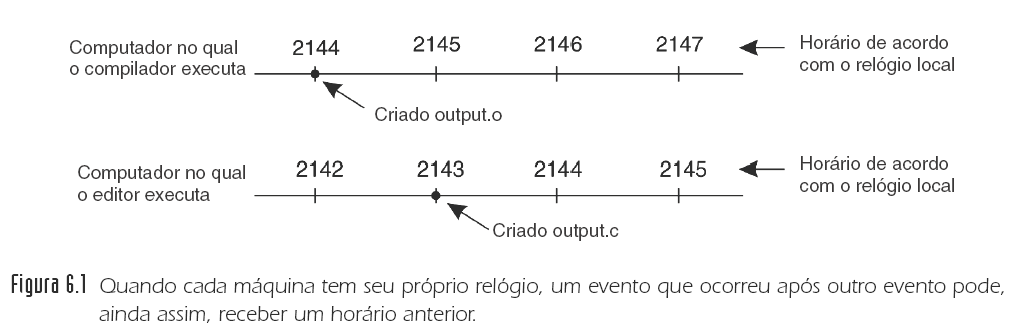 Computador no qual
o compilador executa
2144 2145 2146 2147
Horário de acordo
com o relógio local
Criado output.o
Computador no qual
o editor executa
2142 2143 2144 2145
Horário de acordo
com o relógio local
Criado output.c
Figura 6.1 Quando cada máquina tem seu próprio relógio, um evento que ocorreu após outro evento pode,
ainda assim, receber um horário anterior.